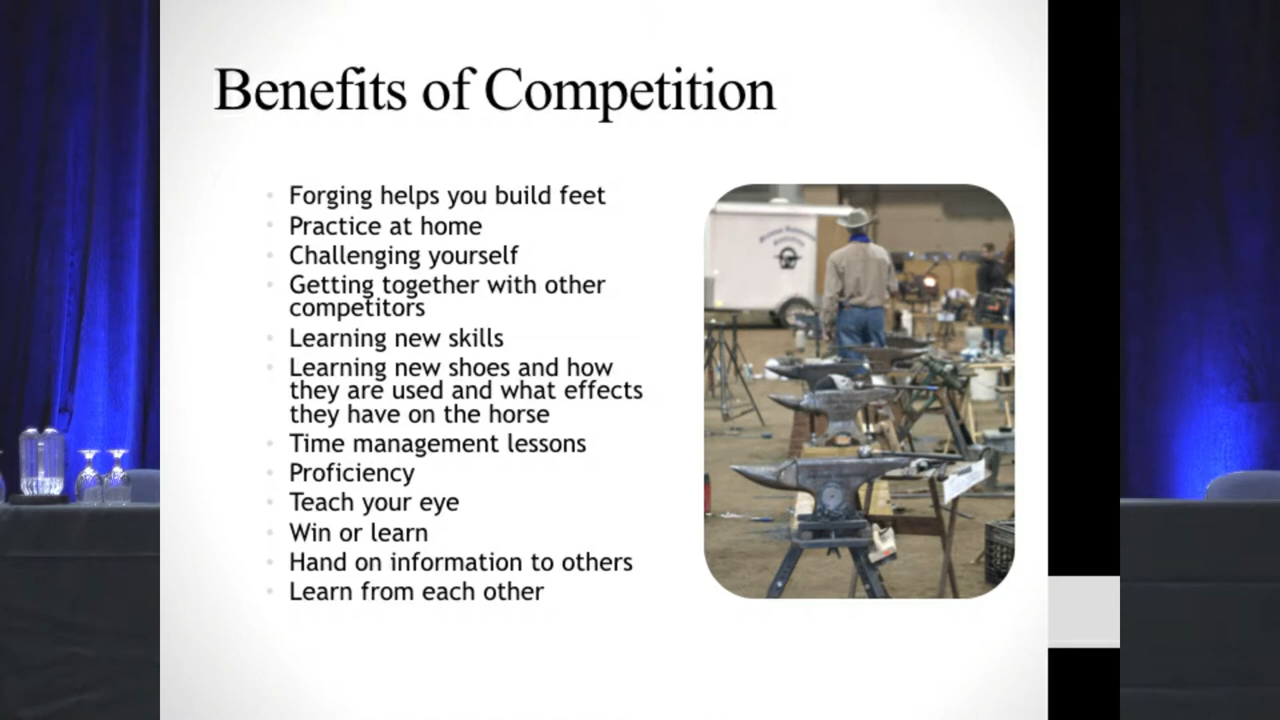 Benefits of Competition
Forging helps you build feet
Practice at home
Challenging yourself
Getting together with other
competitors
Learning new skills
Learning new shoes and how
they are used and what effects
they have on the horse
Time management lessons
Proficiency
Teach your eye
Win or learn
Hand on information to others
Learn from each other